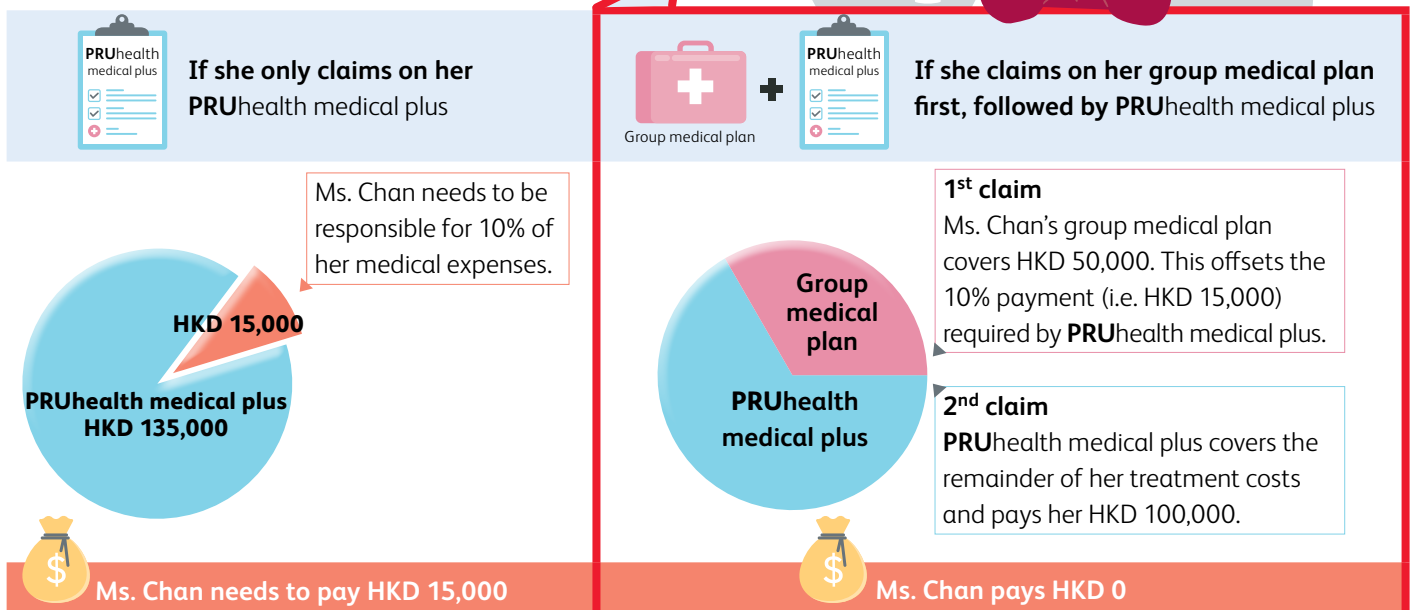 PRUhealth
medical plus
If she only claims on her
PRUhealth medical plus
Ms. Chan needs to be
responsible for 10% of
her medical expenses.
HKD 15,000
PRUhealth medical plus
HKD 135,000
$
Ms. Chan needs to pay HKD 15,000
Group medical plan
PRUhealth
medical plus
If she claims on her group medical plan
first, followed by PRUhealth medical plus
Group
medical
plan
PRUhealth
medical plus
1st claim
Ms. Chan’s group medical plan
covers HKD 50,000. This offsets the
10% payment (i.e. HKD 15,000)
required by PRUhealth medical plus.
2nd claim
PRUhealth medical plus covers the
remainder of her treatment costs
and pays her HKD 100,000.
$
Ms. Chan pays HKD 0